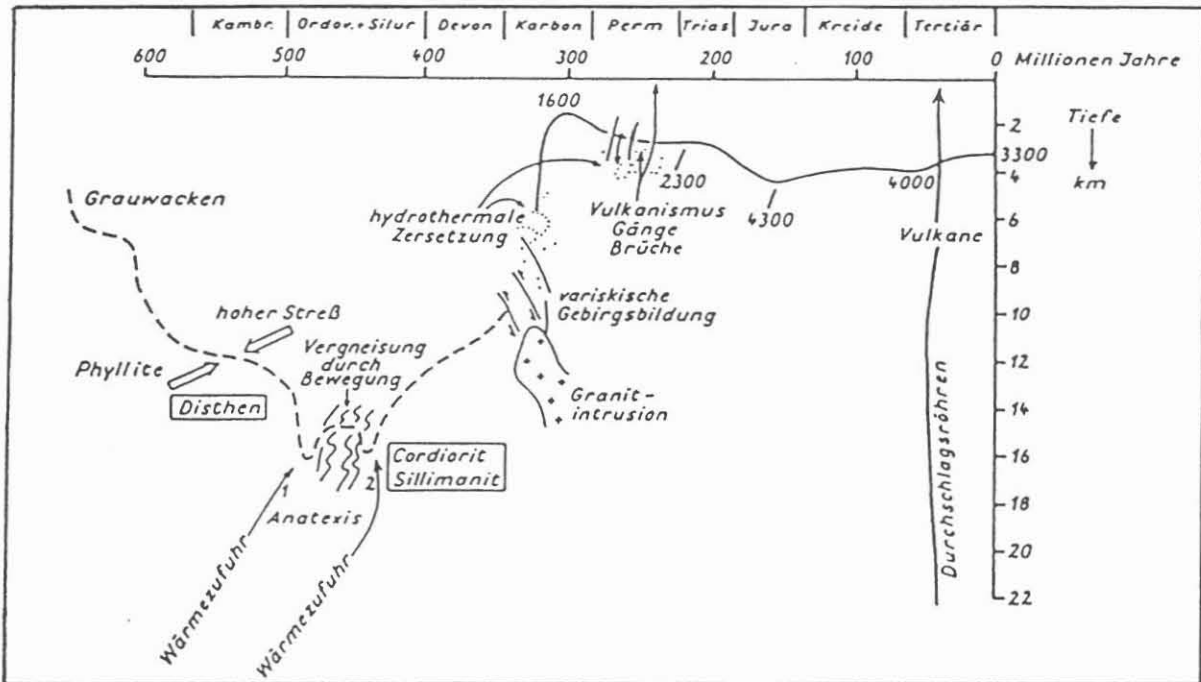 Kambr. Ordov.+Silur Devon Karbon Perm Trias Jura Kreide Tertiär
600 500 400 300 200 100 0 Millionen Jahre
1600
2
Tiefe
3300
4
km
2300
4000
4300
Grauwacken
hydrothermale
Zersetzung
Vulkanismus
Gänge
Brüche
6
Vulkane
8
variskische
Gebirgsbildung
10
hoher Streß
Vergneisung
durch
Bewegung
12
Phyllite
Disthen
Granit-
intrusion
14
Cordiorit
Sillimanit
16
1
2
Anatexis
18
Wärmezufuhr
Wärmezufuhr
Durchschlagsröhren
20
22